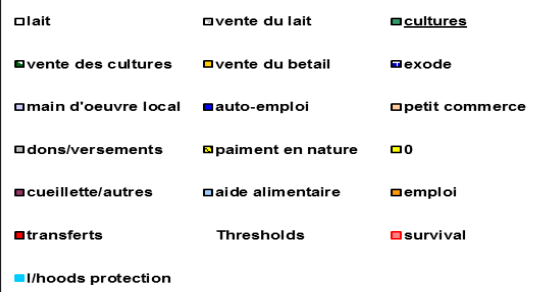 lait vente du lait cultures
vente des cultures vente du betail exode
main d'oeuvre local auto-emploi petit commerce
dons/versements paiment en nature 0
cueillette/autres aide alimentaire emploi
transferts Thresholds survival
l/hoods protection